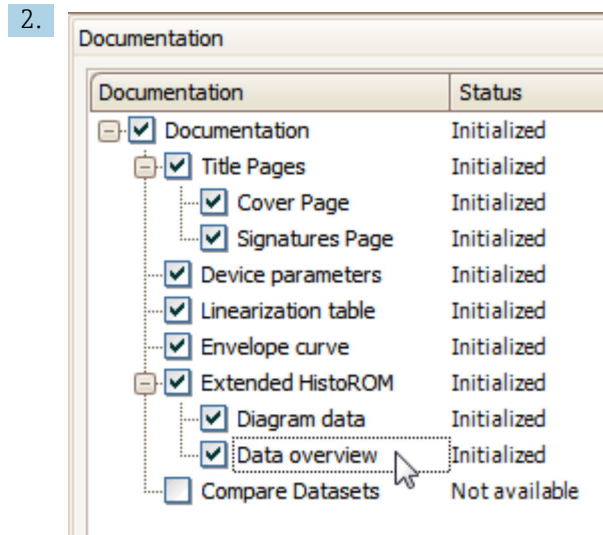 2.
Documentation
Documentation Status
Documentation Initialized
Title Pages Initialized
Cover Page Initialized
Signatures Page Initialized
Device parameters Initialized
Linearization table Initialized
Envelope curve Initialized
Extended HistoROM Initialized
Diagram data Initialized
Data overview Initialized
Compare Datasets Not available